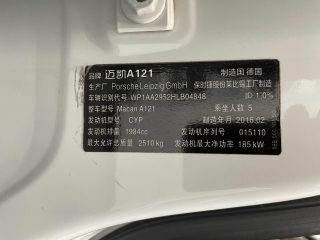 品牌 迈凯A121 制造国 德国
生产厂 Porsche Leipzig GmbH 保时捷股份莱比锡工厂制造
车辆识别代号 WP1AA2952HLB04848 ID:1.0%
整车型号 Macan A121 乘坐人数 5
发动机型号 CYP 制造年月 2016.02
发动机排量 1984cc 发动机序列号 015110
最大允许总质量 2510kg 发动机最大净功率 185kW